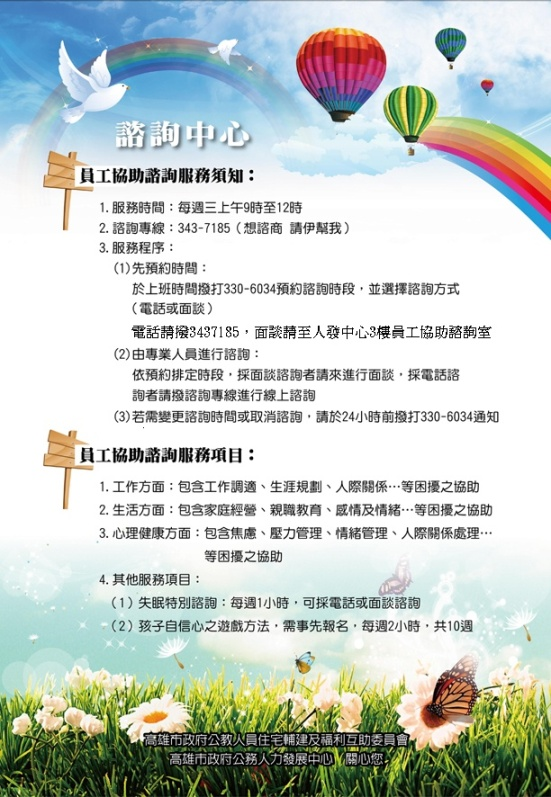 諮詢中心
員工協助諮詢服務須知：
1.服務時間：每週三上午9時至12時
2.諮詢專線：343-7185（想諮商 請伊幫我）
3.服務程序：
(1)先預約時間：
於上班時間撥打330-6034預約諮詢時段，並選擇諮詢方式
（電話或面談）
電話請撥3437185，面談請至人發中心3樓員工協助諮詢室
(2)由專業人員進行諮詢：
依預約排定時段，採面談諮詢者請來進行面談，採電話諮
詢者請撥諮詢專線進行線上諮詢
(3)若需變更諮詢時間或取消諮詢，請於24小時前撥打330-6034通知
員工協助諮詢服務項目：
1.工作方面：包含工作調適、生涯規劃、人際關係…等困擾之協助
2.生活方面：包含家庭經營、親職教育、感情及情緒…等困擾之協助
3.心理健康方面：包含焦慮、壓力管理、情緒管理、人際關係處理…
等困擾之協助
4.其他服務項目：
（1）失眠特別諮詢：每週1小時，可採電話或面談諮詢
（2）孩子自信心之遊戲方法，需事先報名，每週2小時，共10週
高雄市政府公教人員住宅輔建及福利互助委員會
高雄市政府公務人力發展中心 關心您